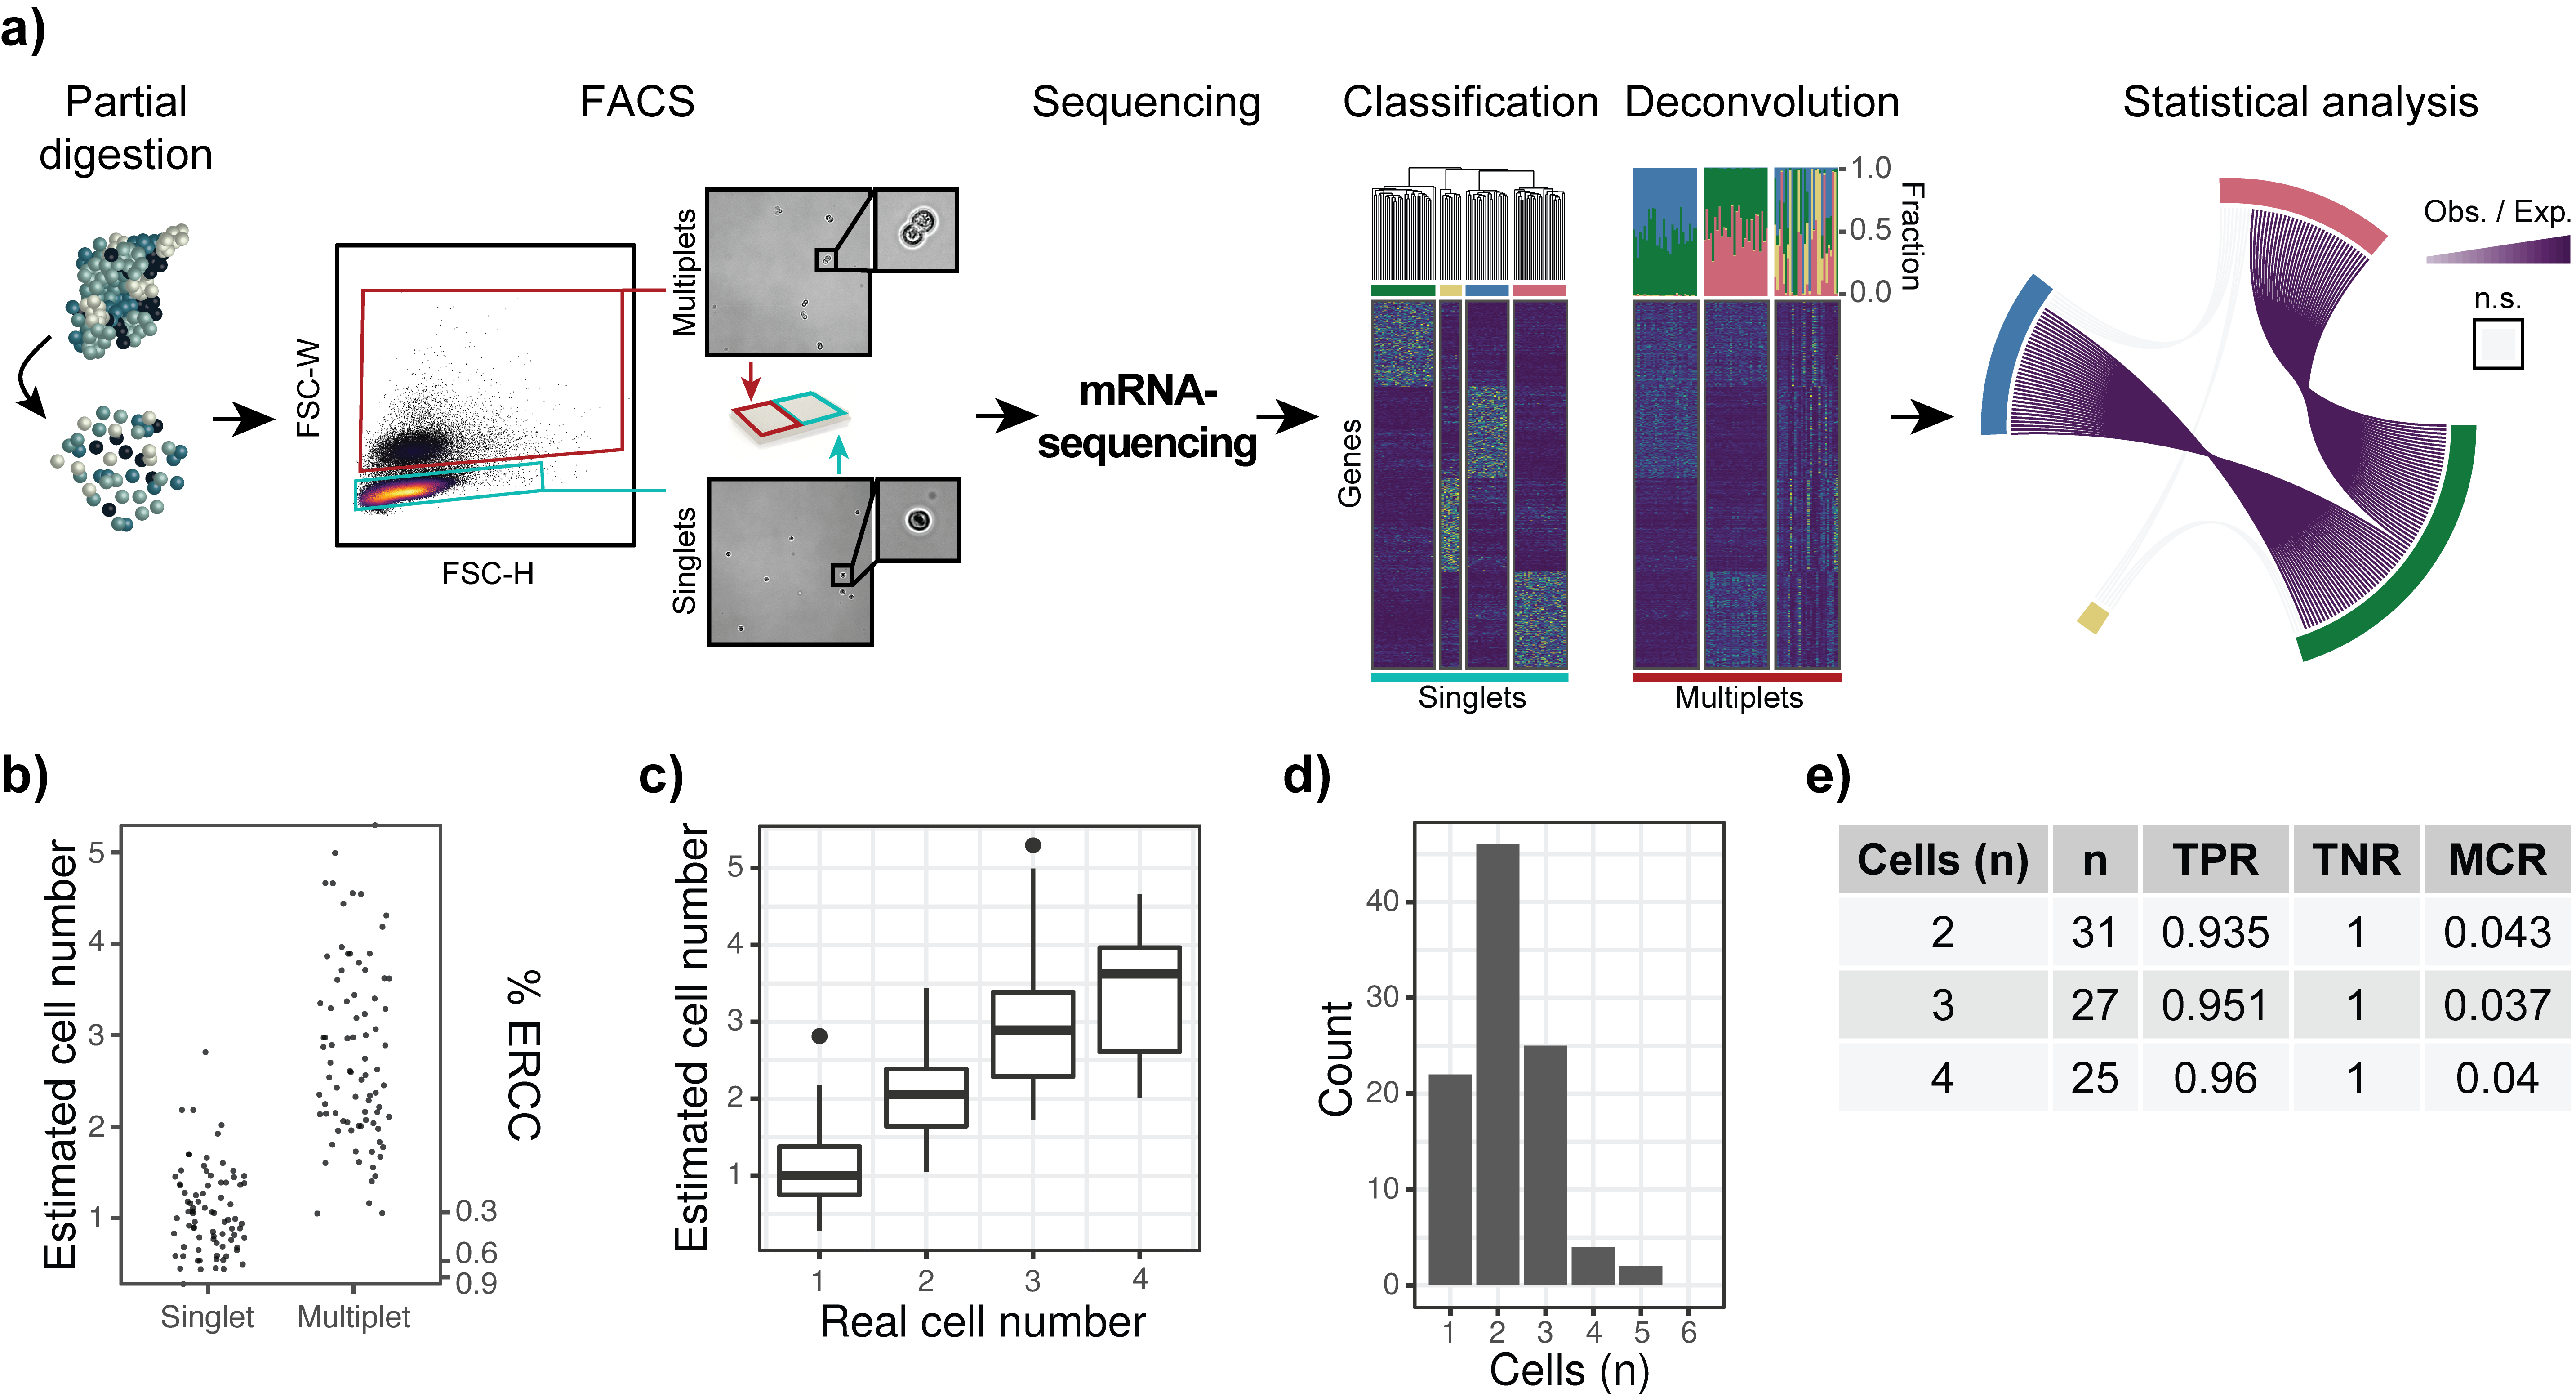 a)
Partial
digestion
FACS
Sequencing
Classification
Deconvolution
Statistical analysis
FSC-W
FSC-H
Multiplets
Singlets
mRNA-
sequencing
Genes
Singlets
1.0
0.5
0.0
Fraction
Multiplets
Obs. / Exp.
n.s.
b)
Estimated cell number
5
4
3
2
1
% ERCC
0.3
0.6
0.9
Singlet Multiplet
c)
Estimated cell number
5
4
3
2
1
1 2 3 4
Real cell number
d)
Count
40
30
20
10
0
1 2 3 4 5 6
Cells (n)
e)
Cells (n) n TPR TNR MCR
2 31 0.935 1 0.043
3 27 0.951 1 0.037
4 25 0.96 1 0.04